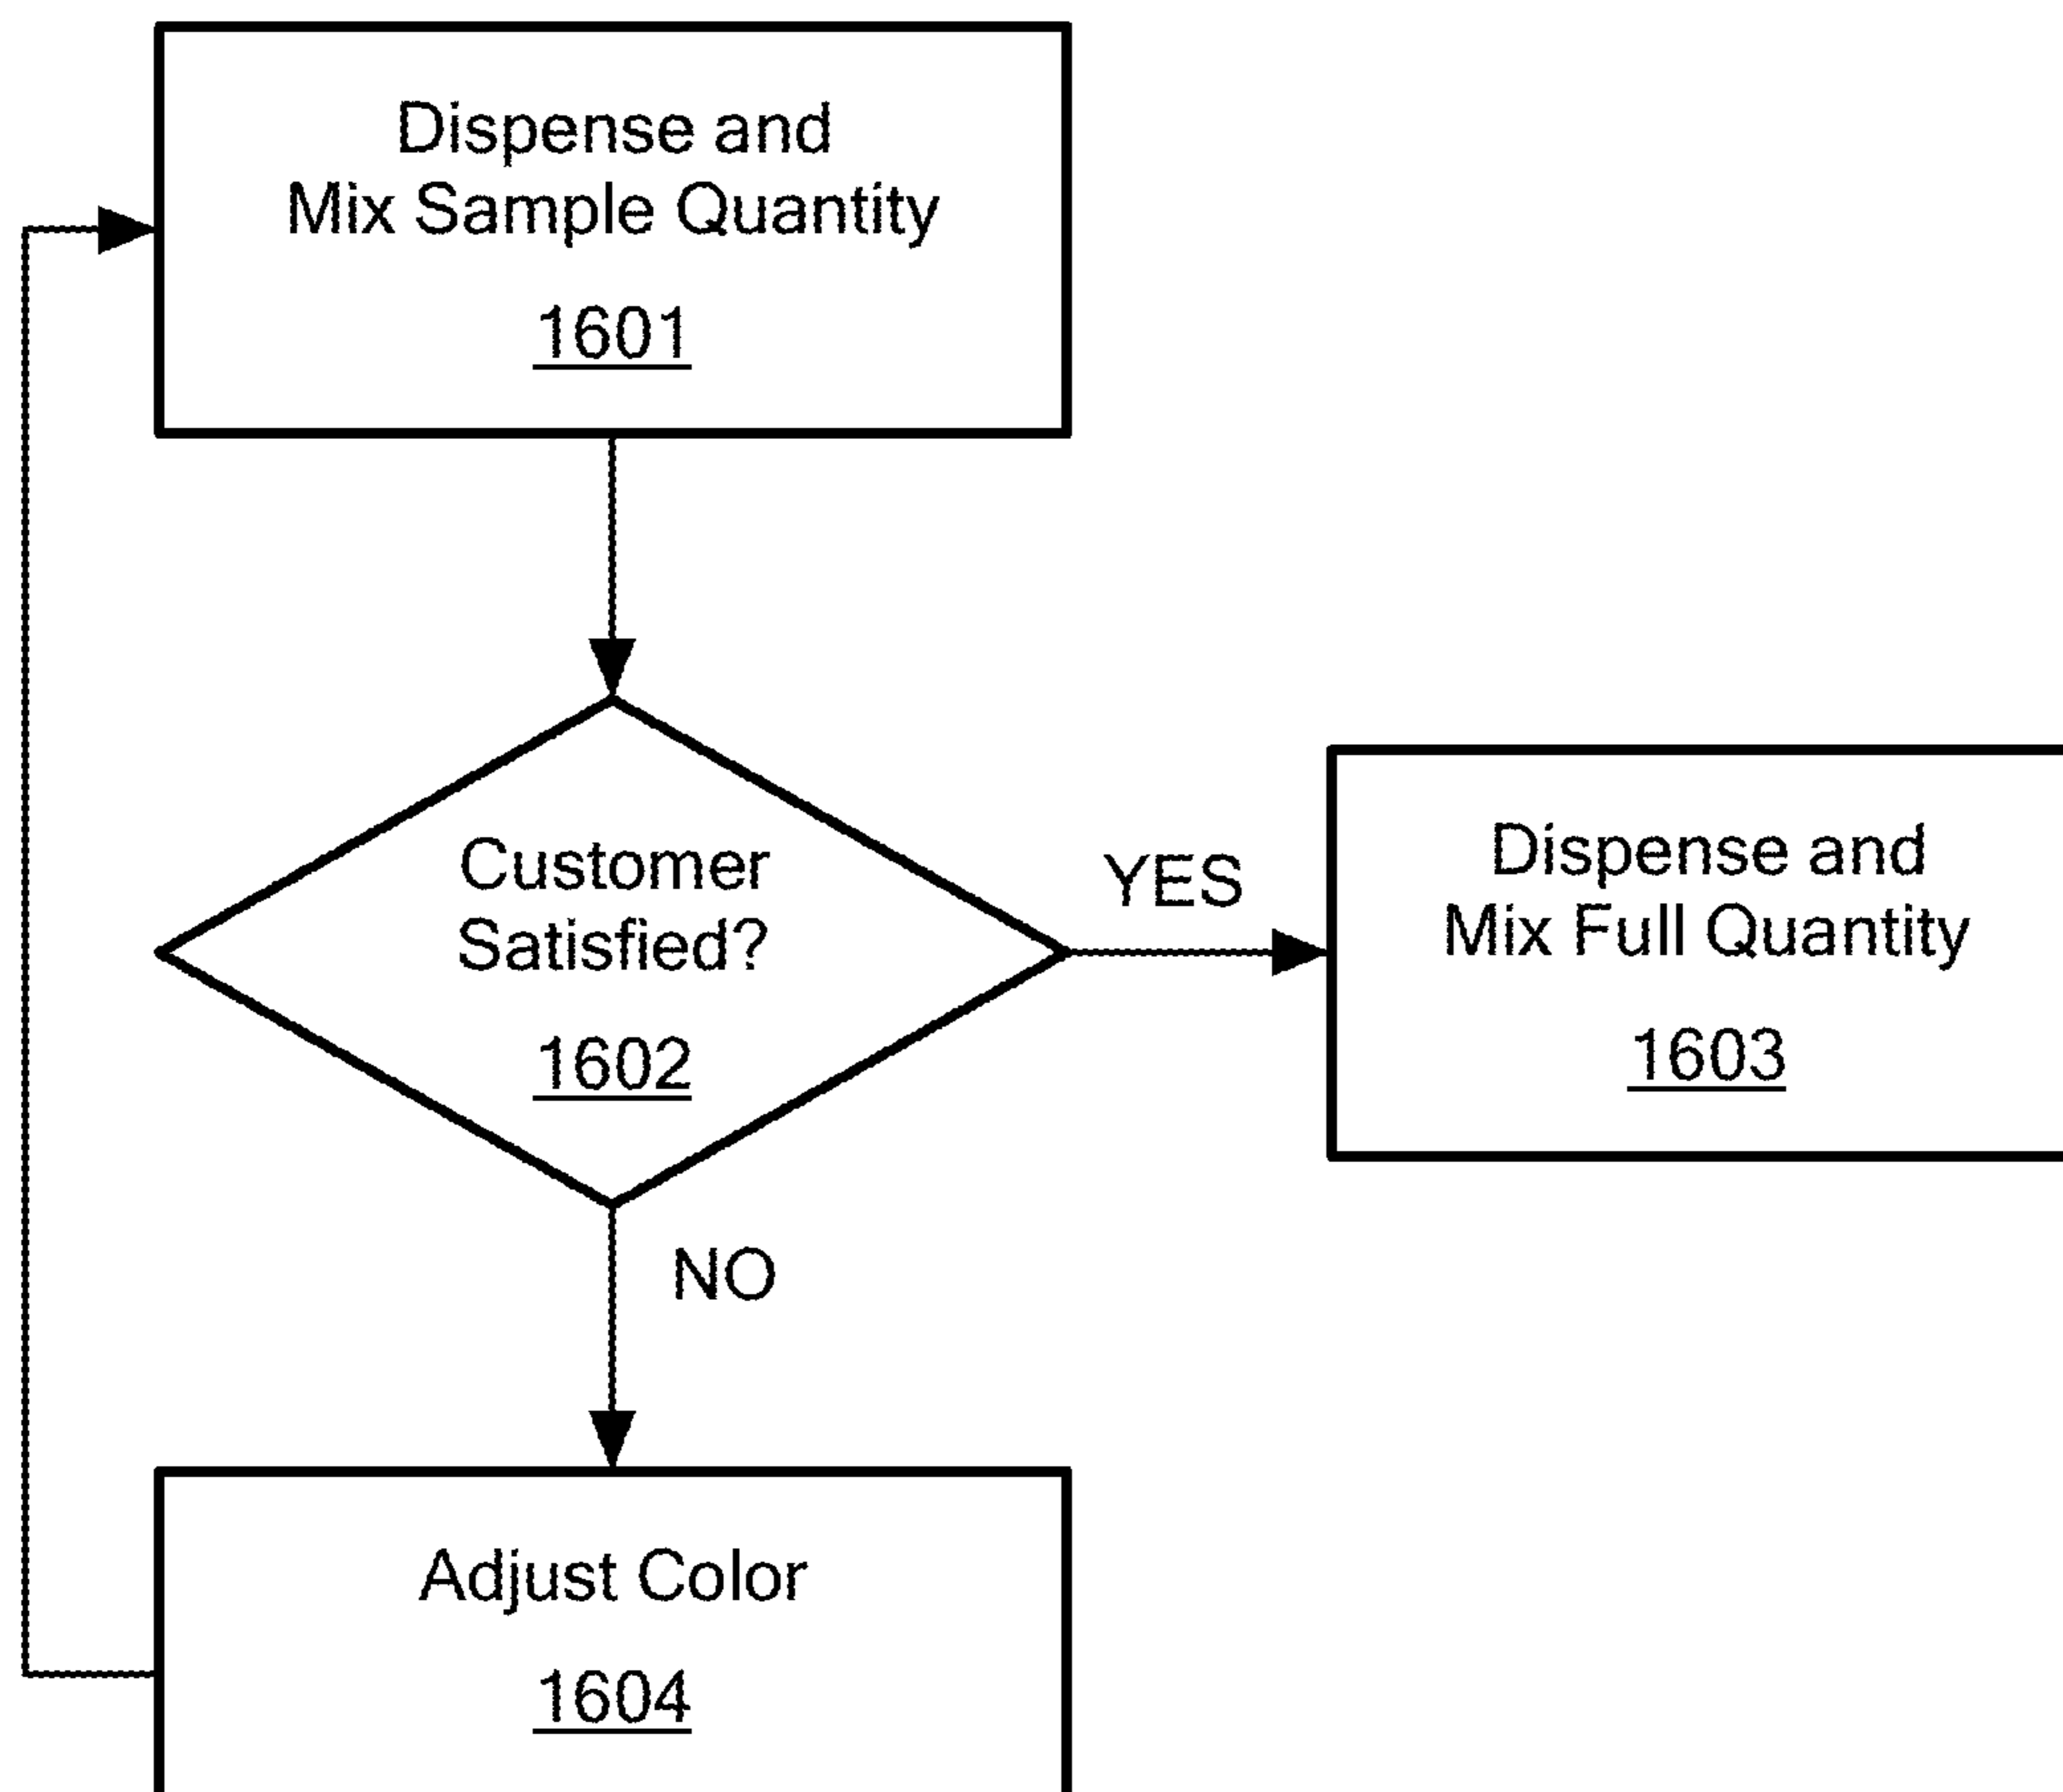 Dispense and
Mix Sample Quantity
1601
Customer
Satisfied?
1602
YES
Dispense and
Mix Full Quantity
1603
NO
Adjust Color
1604